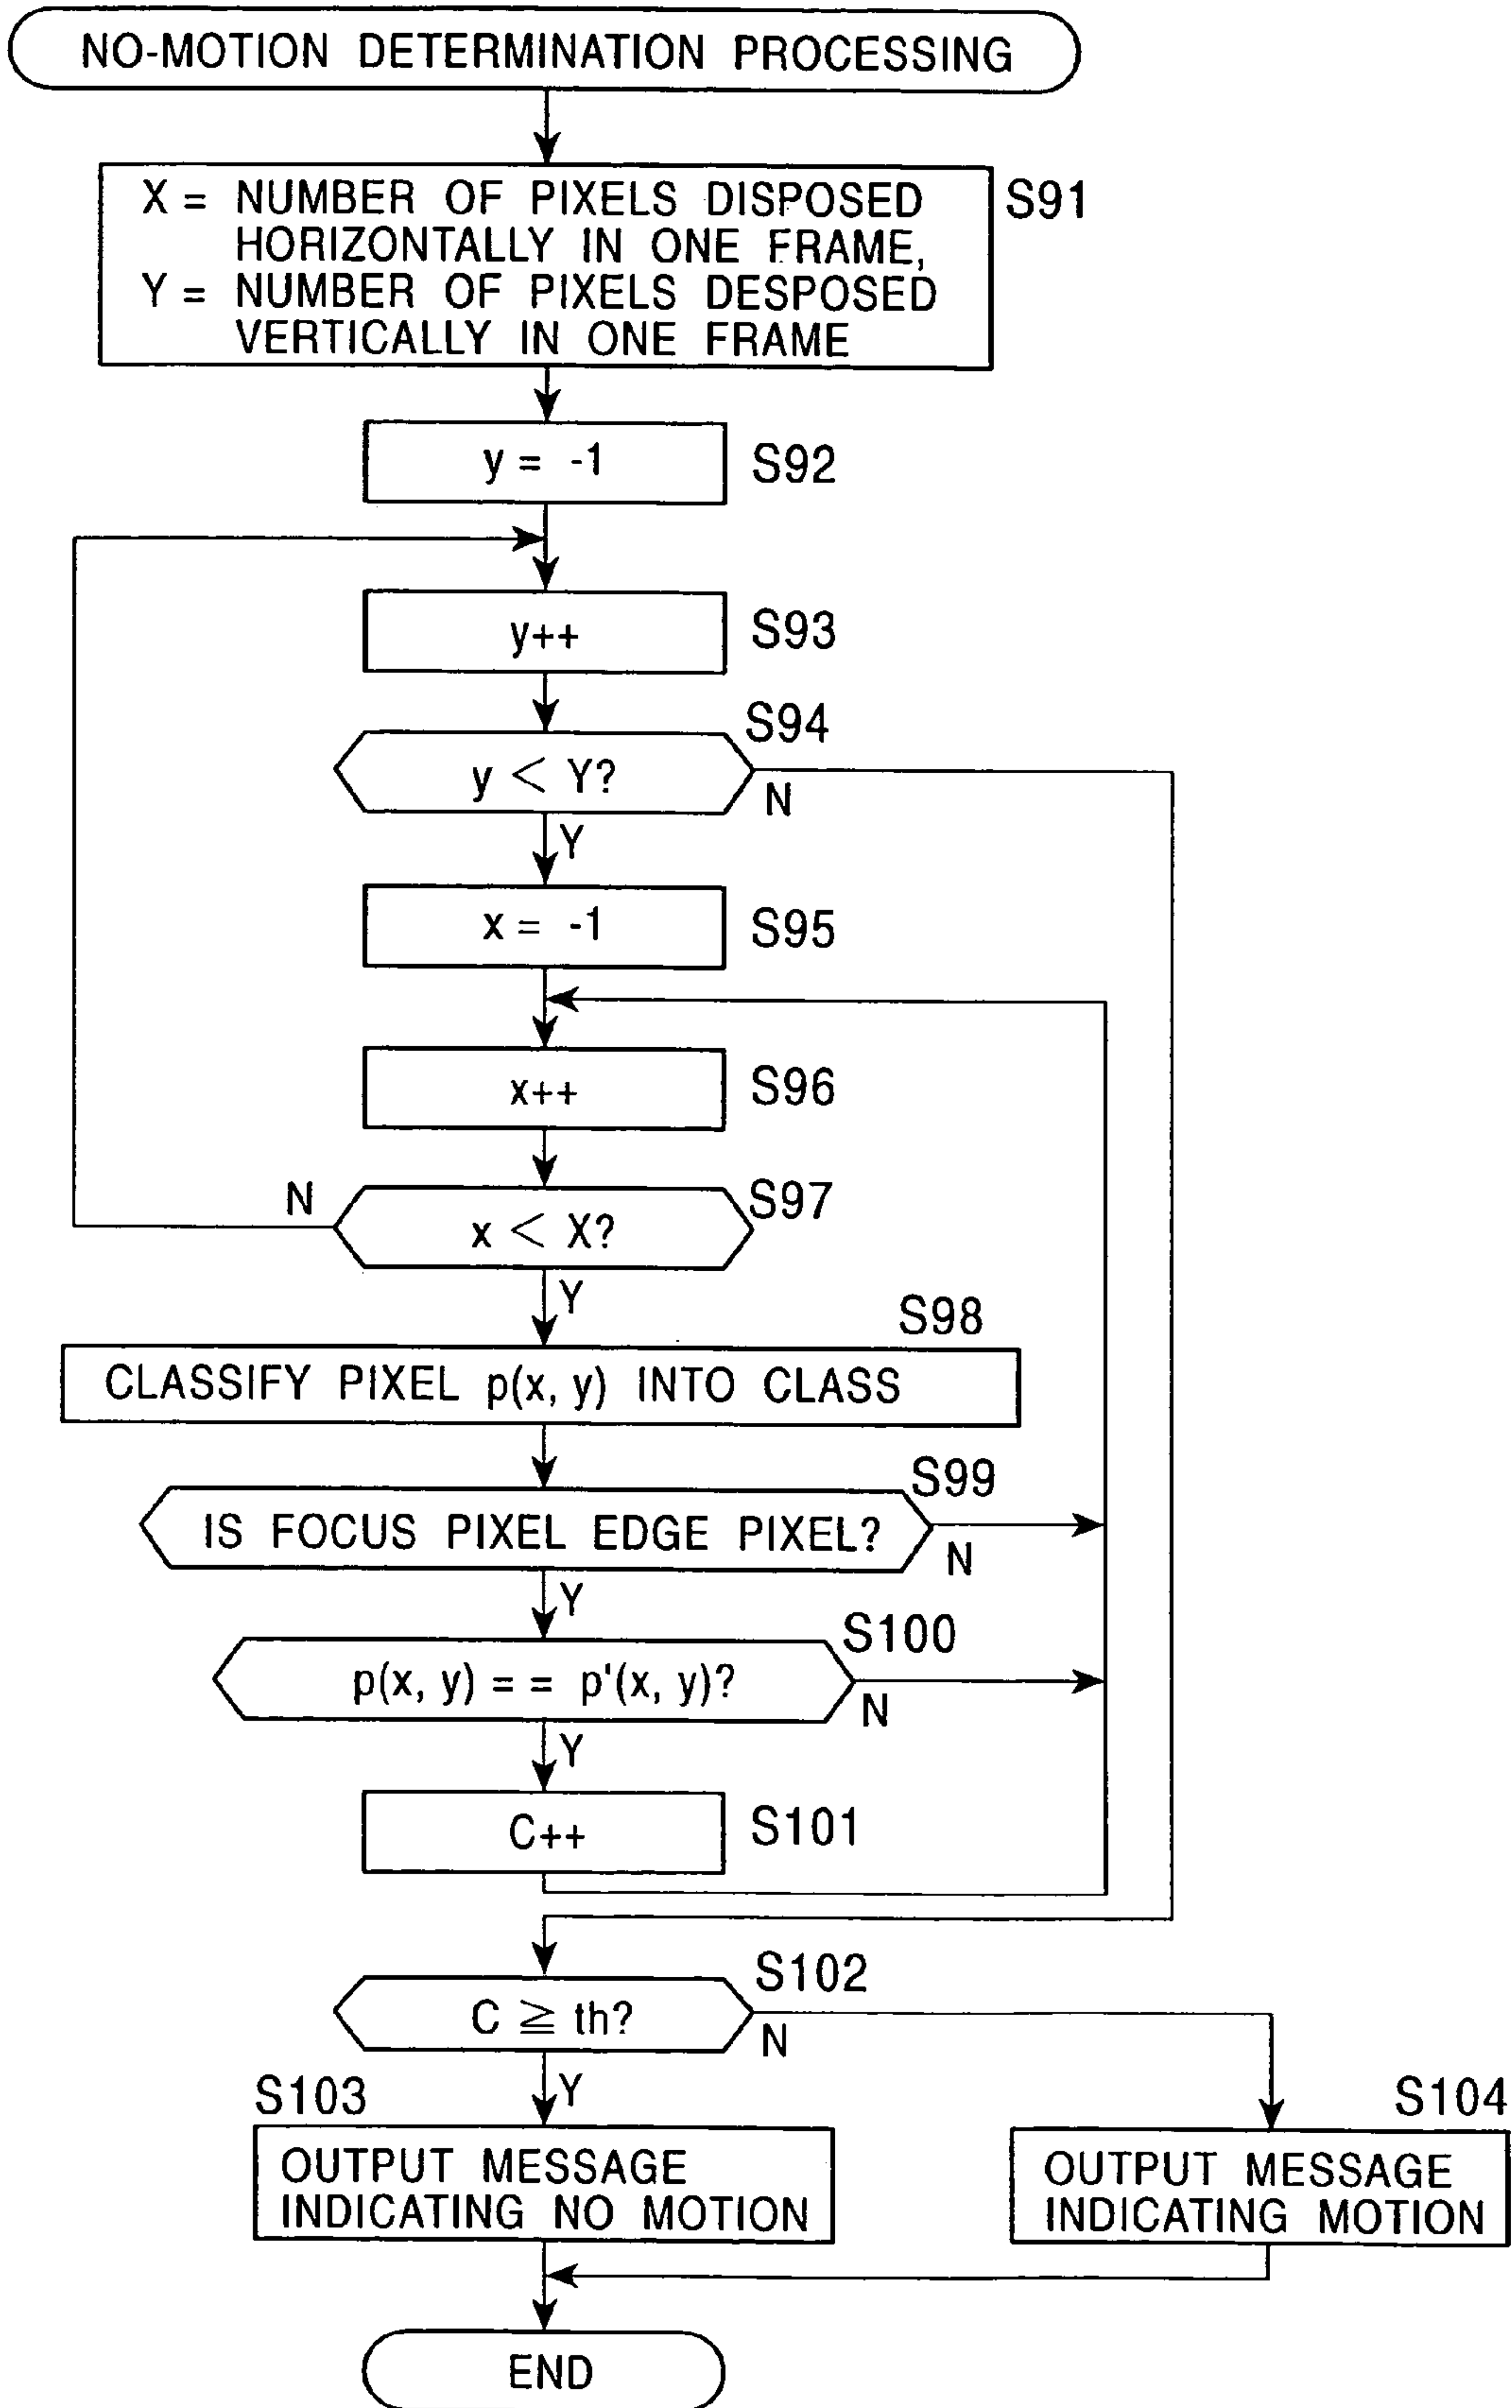 NO-MOTION DETERMINATION PROCESSING
X = NUMBER OF PIXELS DISPOSED
HORIZONTALLY IN ONE FRAME,
Y = NUMBER OF PIXELS DESPOSED
VERTICALLY IN ONE FRAME
S91
y = -1
S92
y++
S93
S94
y < Y?
N
Y
x = -1
S95
x++
S96
N
S97
x < X?
Y
S98
CLASSIFY PIXEL p(x, y) INTO CLASS
S99
IS FOCUS PIXEL EDGE PIXEL?
N
Y
S100
p(x, y) = = p'(x, y)?
N
Y
C++
S101
S102
C ≧ th?
N
Y
S103
OUTPUT MESSAGE
INDICATING NO MOTION
S104
OUTPUT MESSAGE
INDICATING MOTION
END